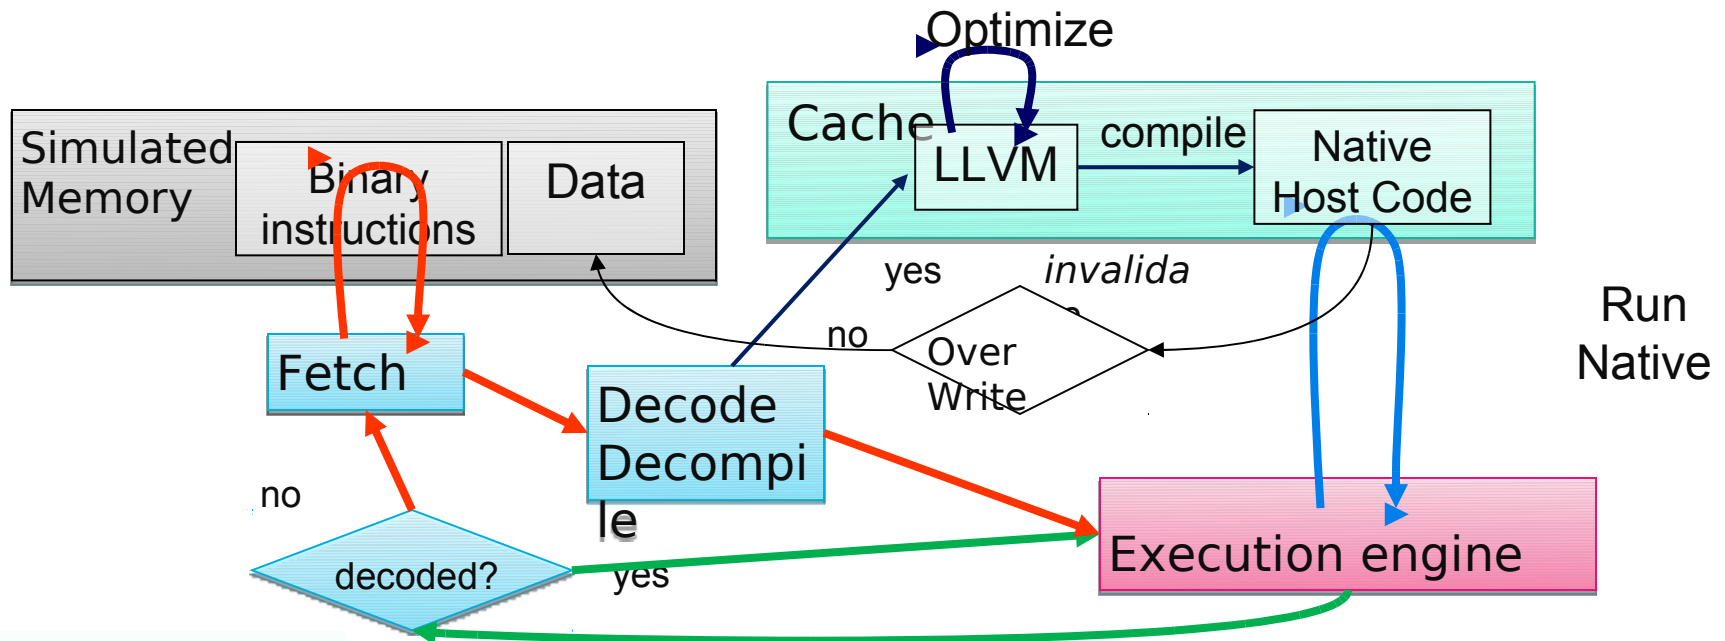 Optimize
Simulated
Memory
Binary
instructions
Data
Cache
LLVM
compile
Native
Host Code
yes
invalida
no
Over
Write
Run
Native
Fetch
Decode
Decompi
le
no
decoded?
yes
Execution engine